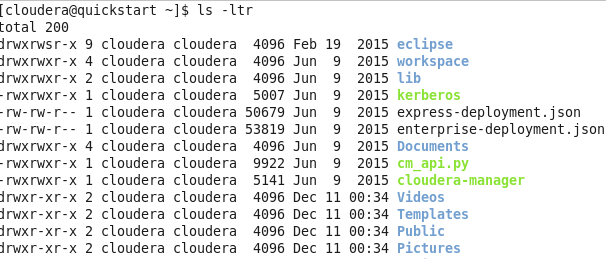 [cloudera@quickstart ~]$ ls -ltr
total 200
drwxrwsr-x 9 cloudera cloudera  4096 Feb 19  2015 eclipse
drwxrwxr-x 4 cloudera cloudera  4096 Jun  9  2015 workspace
drwxrwxr-x 2 cloudera cloudera  4096 Jun  9  2015 lib
-rwxrwxr-x 1 cloudera cloudera  5007 Jun  9  2015 kerberos
-rw-rw-r-- 1 cloudera cloudera 50679 Jun  9  2015 express-deployment.json
-rw-rw-r-- 1 cloudera cloudera 53819 Jun  9  2015 enterprise-deployment.json
drwxrwxr-x 4 cloudera cloudera  4096 Jun  9  2015 Documents
-rwxrwxr-x 1 cloudera cloudera  9922 Jun  9  2015 cm_api.py
-rwxrwxr-x 1 cloudera cloudera  5141 Jun  9  2015 cloudera-manager
drwxr-xr-x 2 cloudera cloudera  4096 Dec 11 00:34 Videos
drwxr-xr-x 2 cloudera cloudera  4096 Dec 11 00:34 Templates
drwxr-xr-x 2 cloudera cloudera  4096 Dec 11 00:34 Public
drwxr-xr-x 2 cloudera cloudera  4096 Dec 11 00:34 Pictures